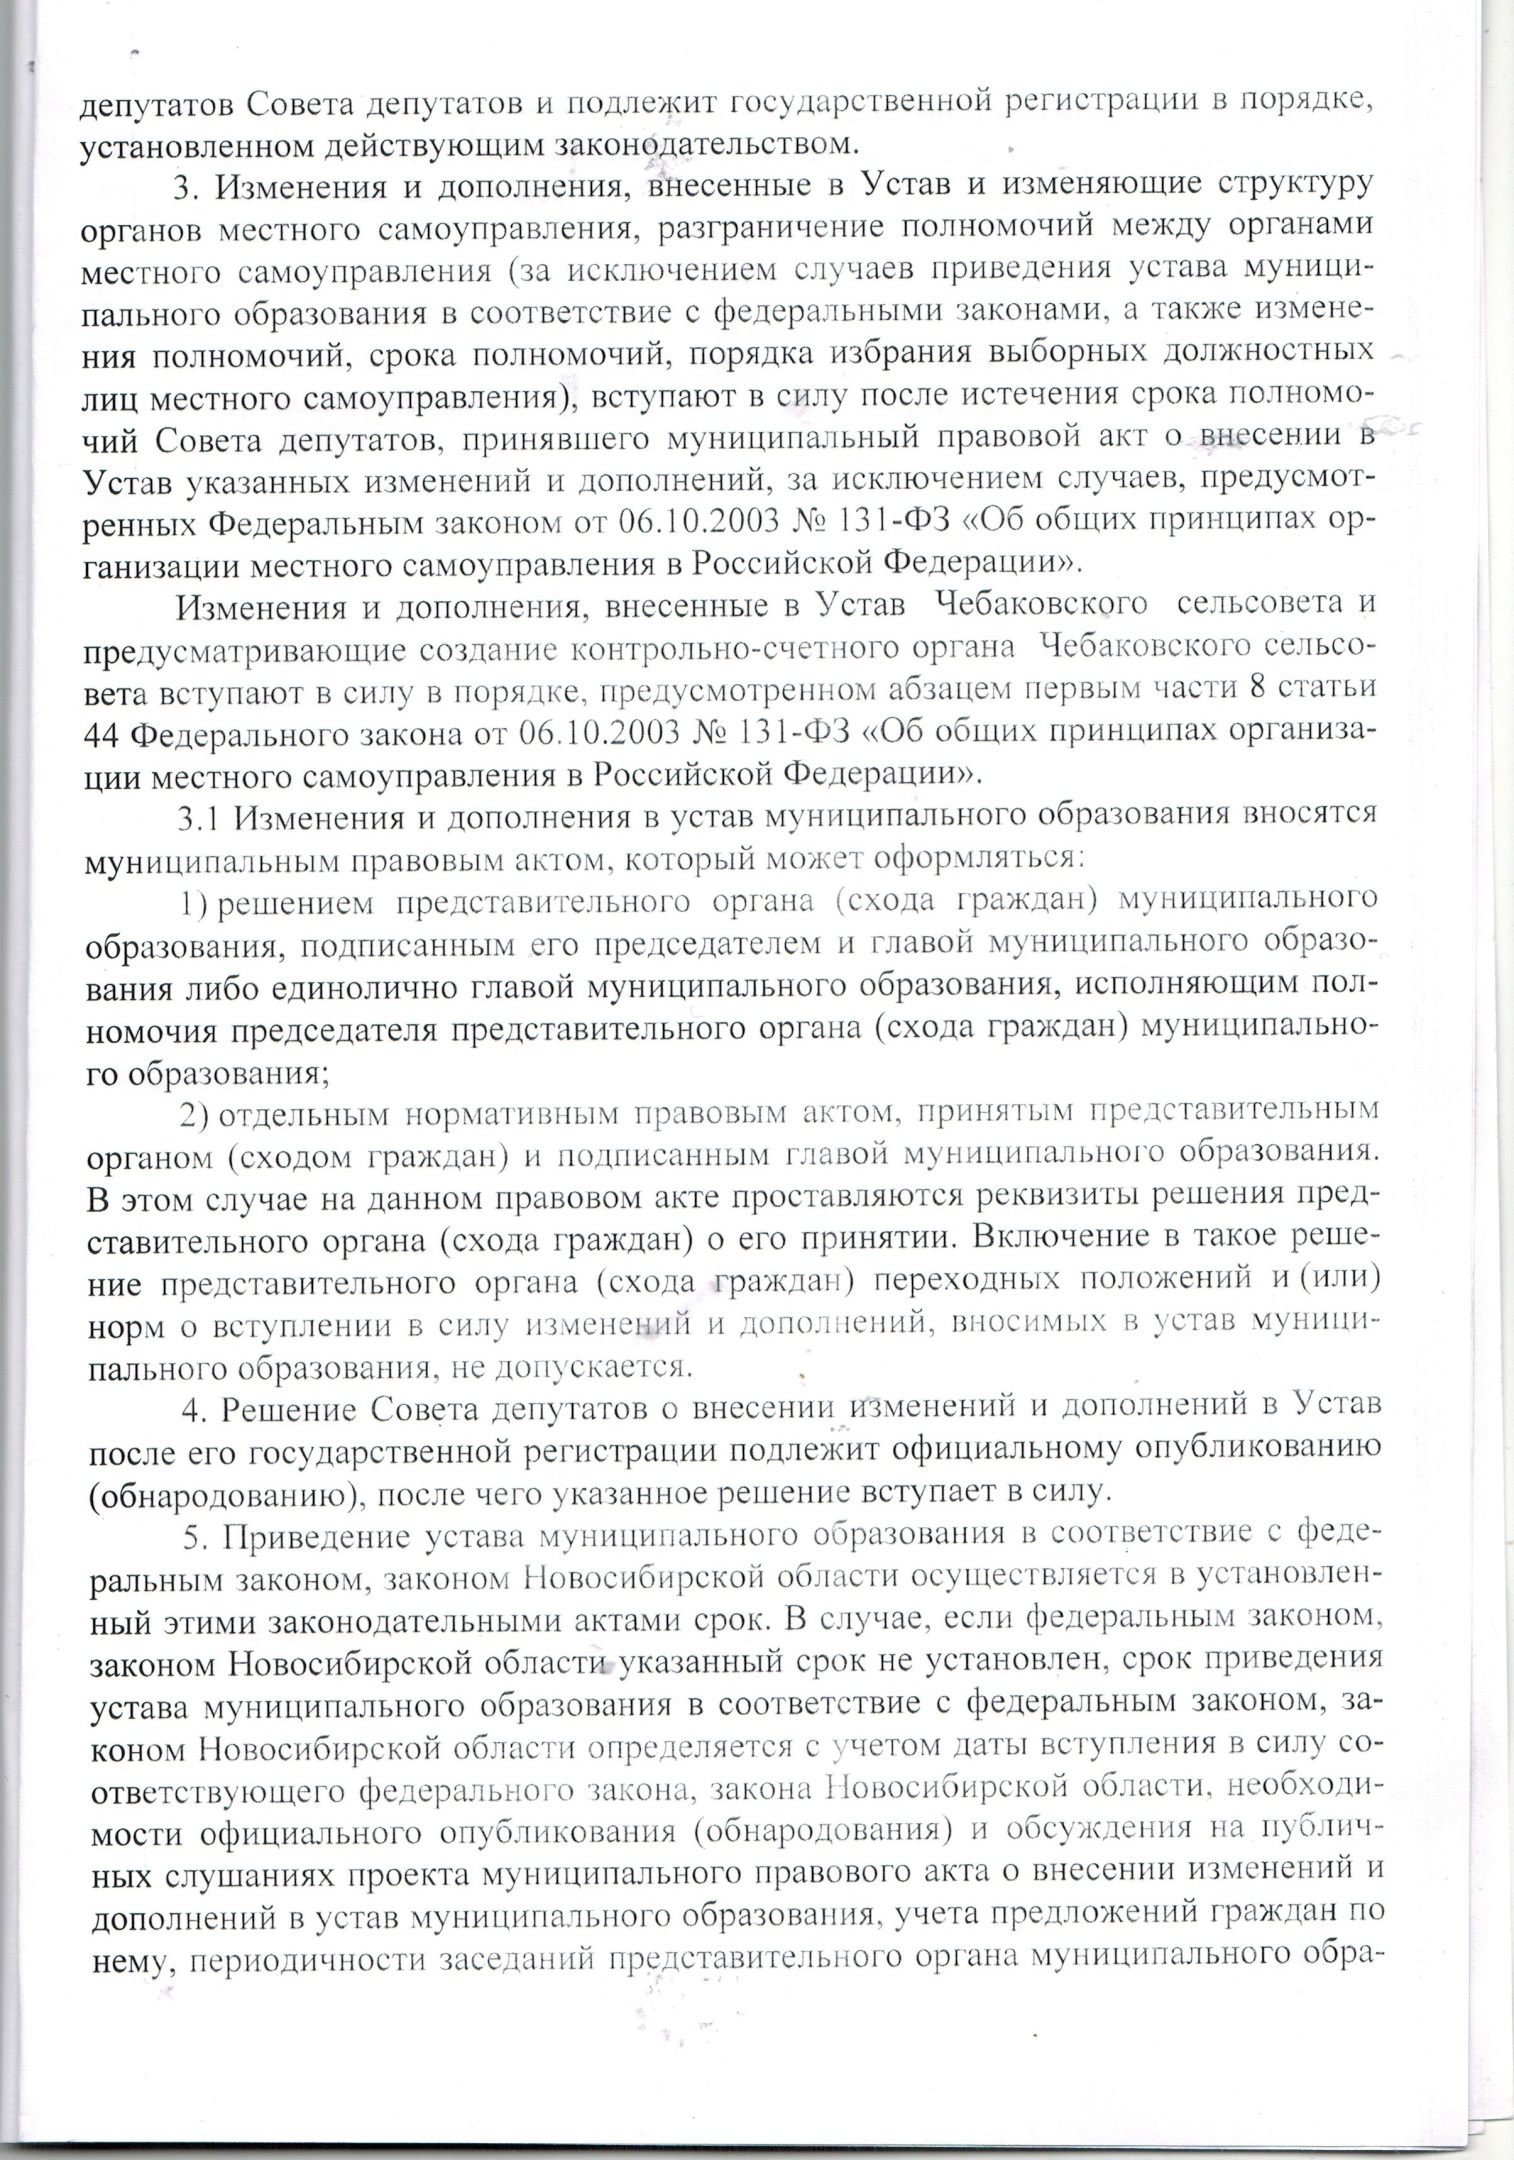 депутатов Совета депутатов и подлежит государственной регистрации в порядке,
установленном действующим законодательством.
3. Изменения и дополнения, внесенные в Устав и изменяющие структуру
органов местного самоуправления, разграничение полномочий между органами
местного самоуправления (за исключением случаев приведения устава муници-
пального образования в соответствие с федеральными законами, а также измене-
ния полномочий, срока полномочий, порядка избрания выборных должностных
лиц местного самоуправления), вступают в силу после истечения срока полномо-
чий Совета депутатов, принявшего муниципальный правовой акт о внесении в
Устав указанных изменений и дополнений, за исключением случаев, предусмот-
ренных Федеральным законом от 06.10.2003 № 131-ФЗ «Об общих принципах ор-
ганизации местного самоуправления в Российской Федерации».
Изменения и дополнения, внесенные в Устав Чебаковского сельсовета и
предусматривающие создание контрольно-счетного органа Чебаковского сельсо-
вета вступают в силу в порядке, предусмотренном абзацем первым части 8 статьи
44 Федерального закона от 06.10.2003 № 131-ФЗ «Об общих принципах организа-
ции местного самоуправления в Российской Федерации».
3.1 Изменения и дополнения в устав муниципального образования вносятся
муниципальным правовым актом, который может оформляться:
1) решением представительного органа (схода граждан) муниципального
образования, подписанным его председателем и главой муниципального образо-
вания либо единолично главой муниципального образования, исполняющим пол-
номочия председателя представительного органа (схода граждан) муниципально-
го образования;
2) отдельным нормативным правовым актом, принятым представительным
органом (сходом граждан) и подписанным главой муниципального образования.
В этом случае на данном правовом акте проставляются реквизиты решения пред-
ставительного органа (схода граждан) о его принятии. Включение в такое реше-
ние представительного органа (схода граждан) переходных положений и (или)
норм о вступлении в силу изменений и дополнений, вносимых в устав муници-
пального образования, не допускается.
4. Решение Совета депутатов о внесении изменений и дополнений в Устав
после его государственной регистрации подлежит официальному опубликованию
(обнародованию), после чего указанное решение вступает в силу.
5. Приведение устава муниципального образования в соответствие с феде-
ральным законом, законом Новосибирской области осуществляется в установлен-
ный этими законодательными актами срок. В случае, если федеральным законом,
законом Новосибирской области указанный срок не установлен, срок приведения
устава муниципального образования в соответствие с федеральным законом, за-
коном Новосибирской области определяется с учетом даты вступления в силу со-
ответствующего федерального закона, закона Новосибирской области, необходи-
мости официального опубликования (обнародования) и обсуждения на публич-
ных слушаниях проекта муниципального правового акта о внесении изменений и
дополнений в устав муниципального образования, учета предложений граждан по
нему, периодичности заседаний представительного органа муниципального обра-